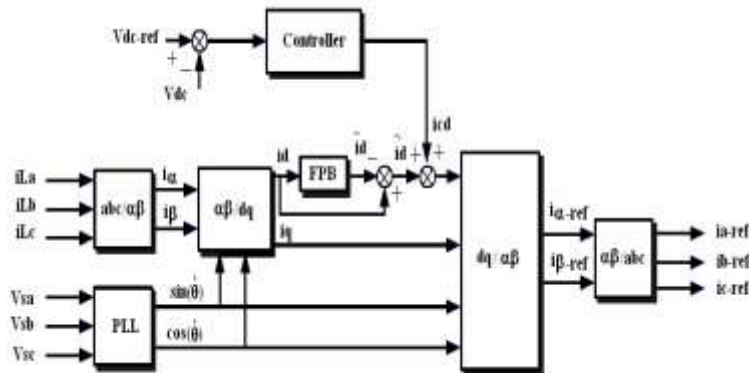 Vdc-ref
+
−
Vdc
Controller
icd
iLa
iLb
iLc
abc/αβ
iα
iβ
αβ/dq
id
FPB
id
−
+
id
+
+
iq
dq/αβ
iα-ref
iβ-ref
αβ/abc
ia-ref
ib-ref
ic-ref
Vsa
Vsb
Vsc
PLL
sin(θ)
cos(θ)